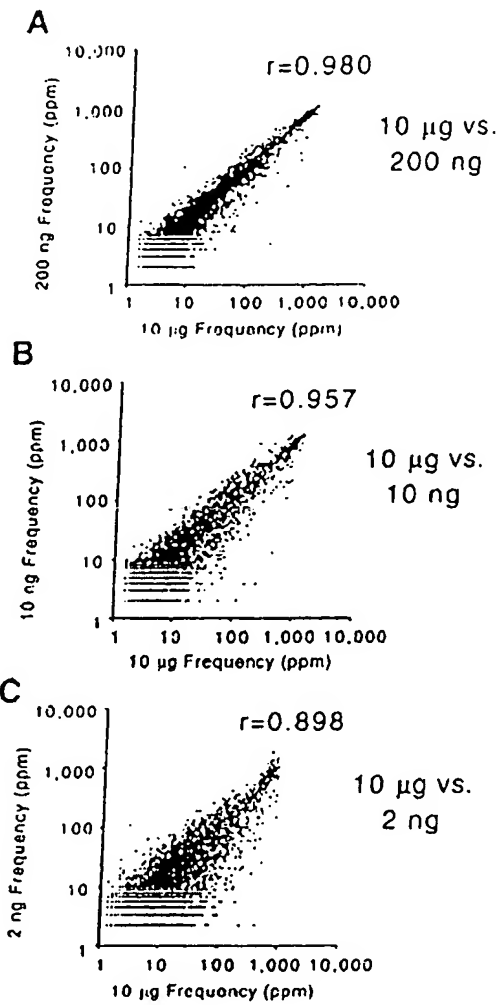 A
10,000
r=0.980
1,000
10 μg vs.
200 ng
100
10
1
200 ng Frequency (ppm)
1 10 100 1,000 10,000
10 μg Frequency (ppm)
B
10,000
r=0.957
1,000
10 μg vs.
10 ng
100
10
1
10 ng Frequency (ppm)
1 10 100 1,000 10,000
10 μg Frequency (ppm)
C
10,000
r=0.898
1,000
10 μg vs.
2 ng
100
10
1
2 ng Frequency (ppm)
1 10 100 1,000 10,000
10 μg Frequency (ppm)